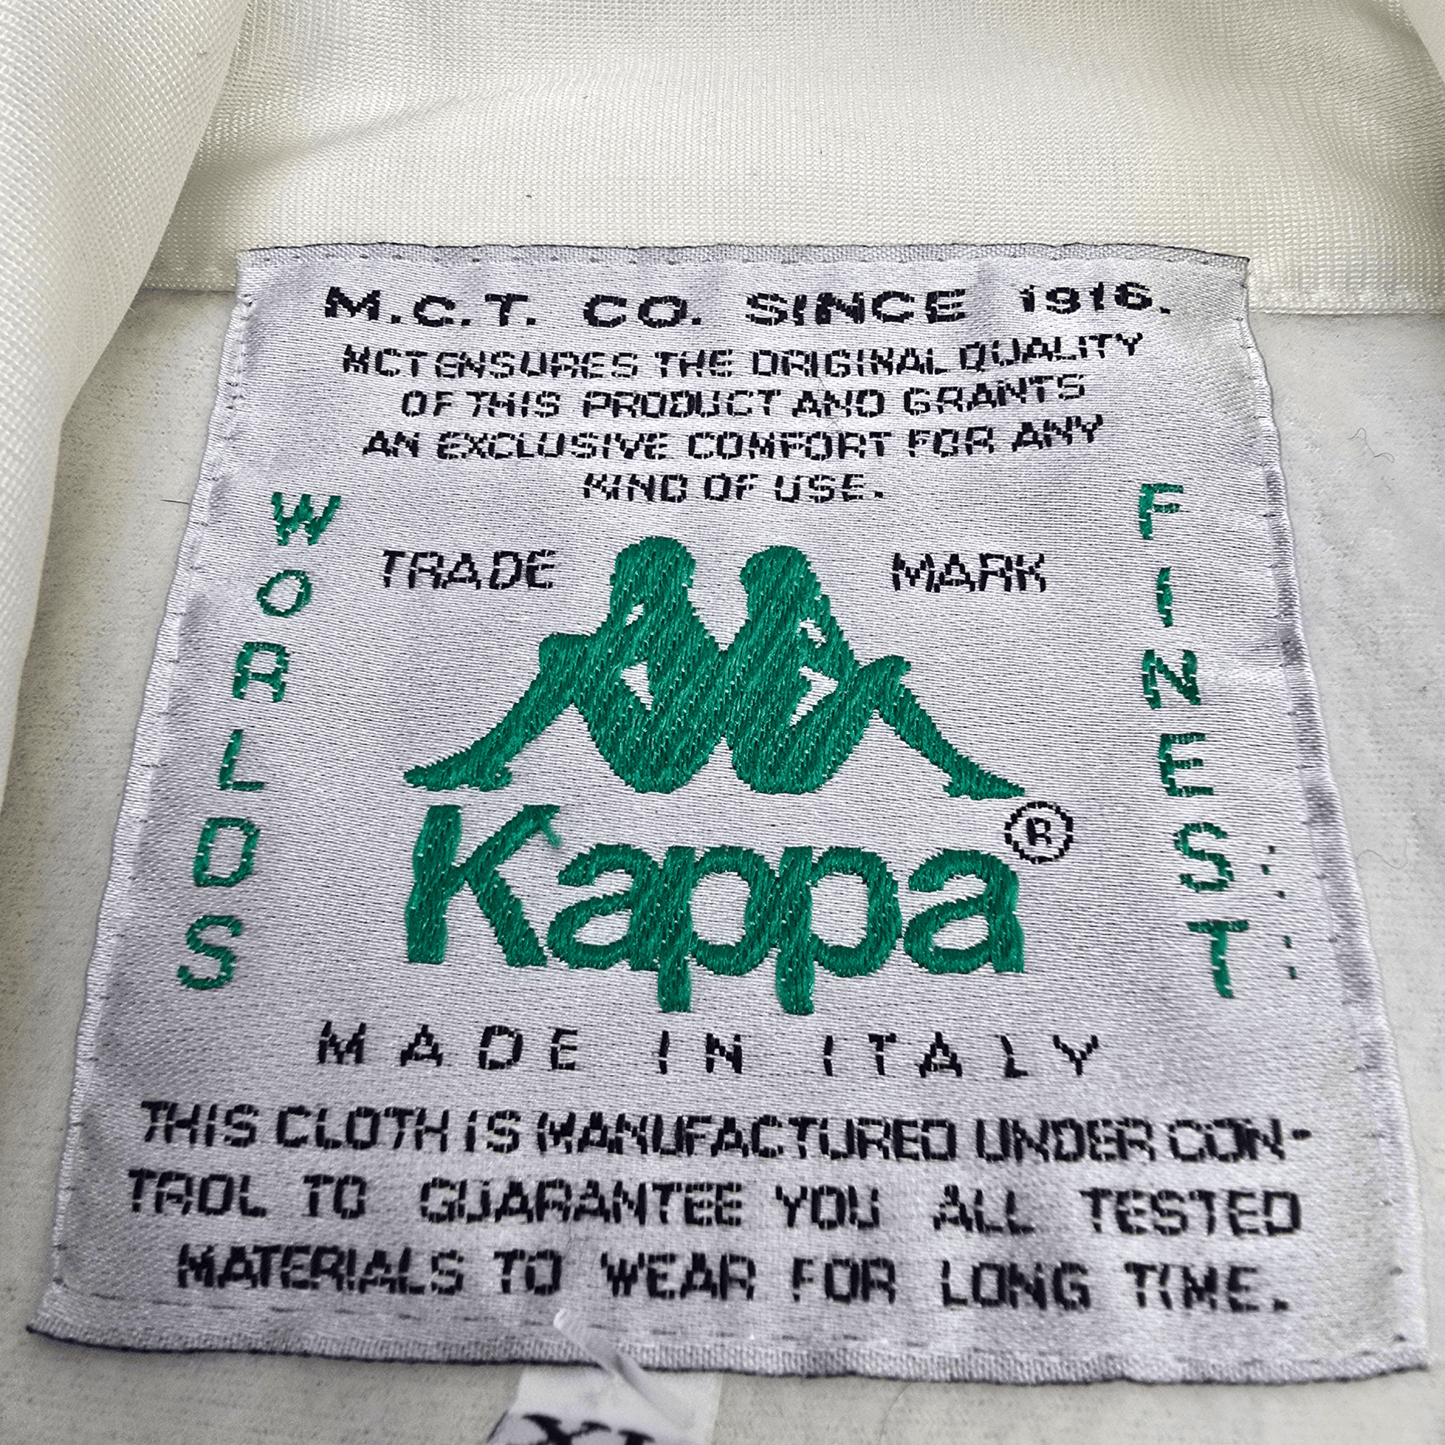 M.C.T. CO. SINCE 1916.
MCT ENSURES THE ORIGINAL QUALITY
OF THIS PRODUCT AND GRANTS
AN EXCLUSIVE COMFORT FOR ANY
KIND OF USE.
WORLDS
TRADE MARK
FINEST
Kappa®
MADE IN ITALY
THIS CLOTH IS MANUFACTURED UNDER CON-
TROL TO GUARANTEE YOU ALL TESTED
MATERIALS TO WEAR FOR LONG TIME.